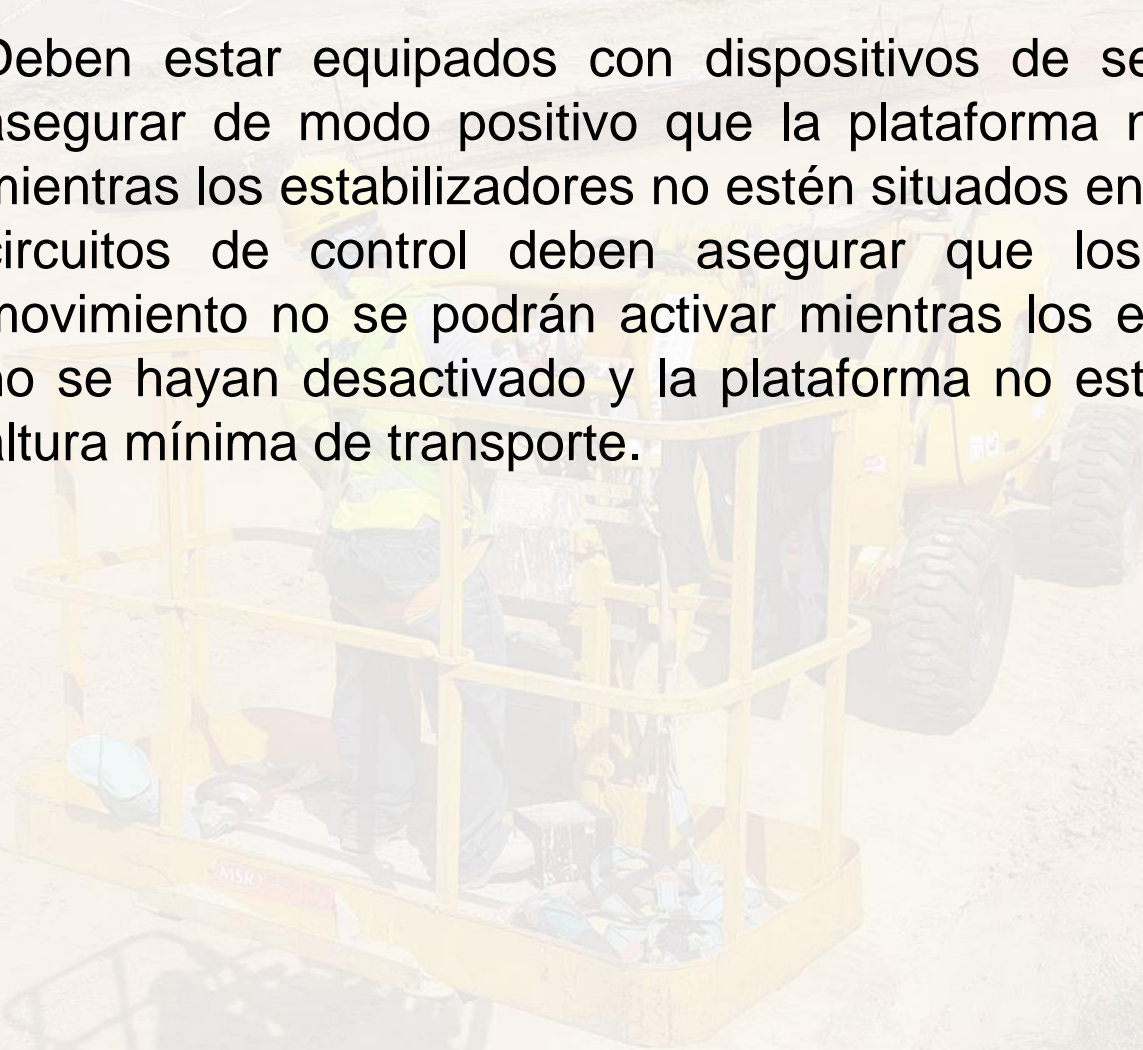 Deben estar equipados con dispositivos de se
asegurar de modo positivo que la plataforma
mientras los estabilizadores no estén situados en
circuitos de control deben asegurar que los
movimiento no se podrán activar mientras los e
no se hayan desactivado y la plataforma no est
altura mínima de transporte.
MSR